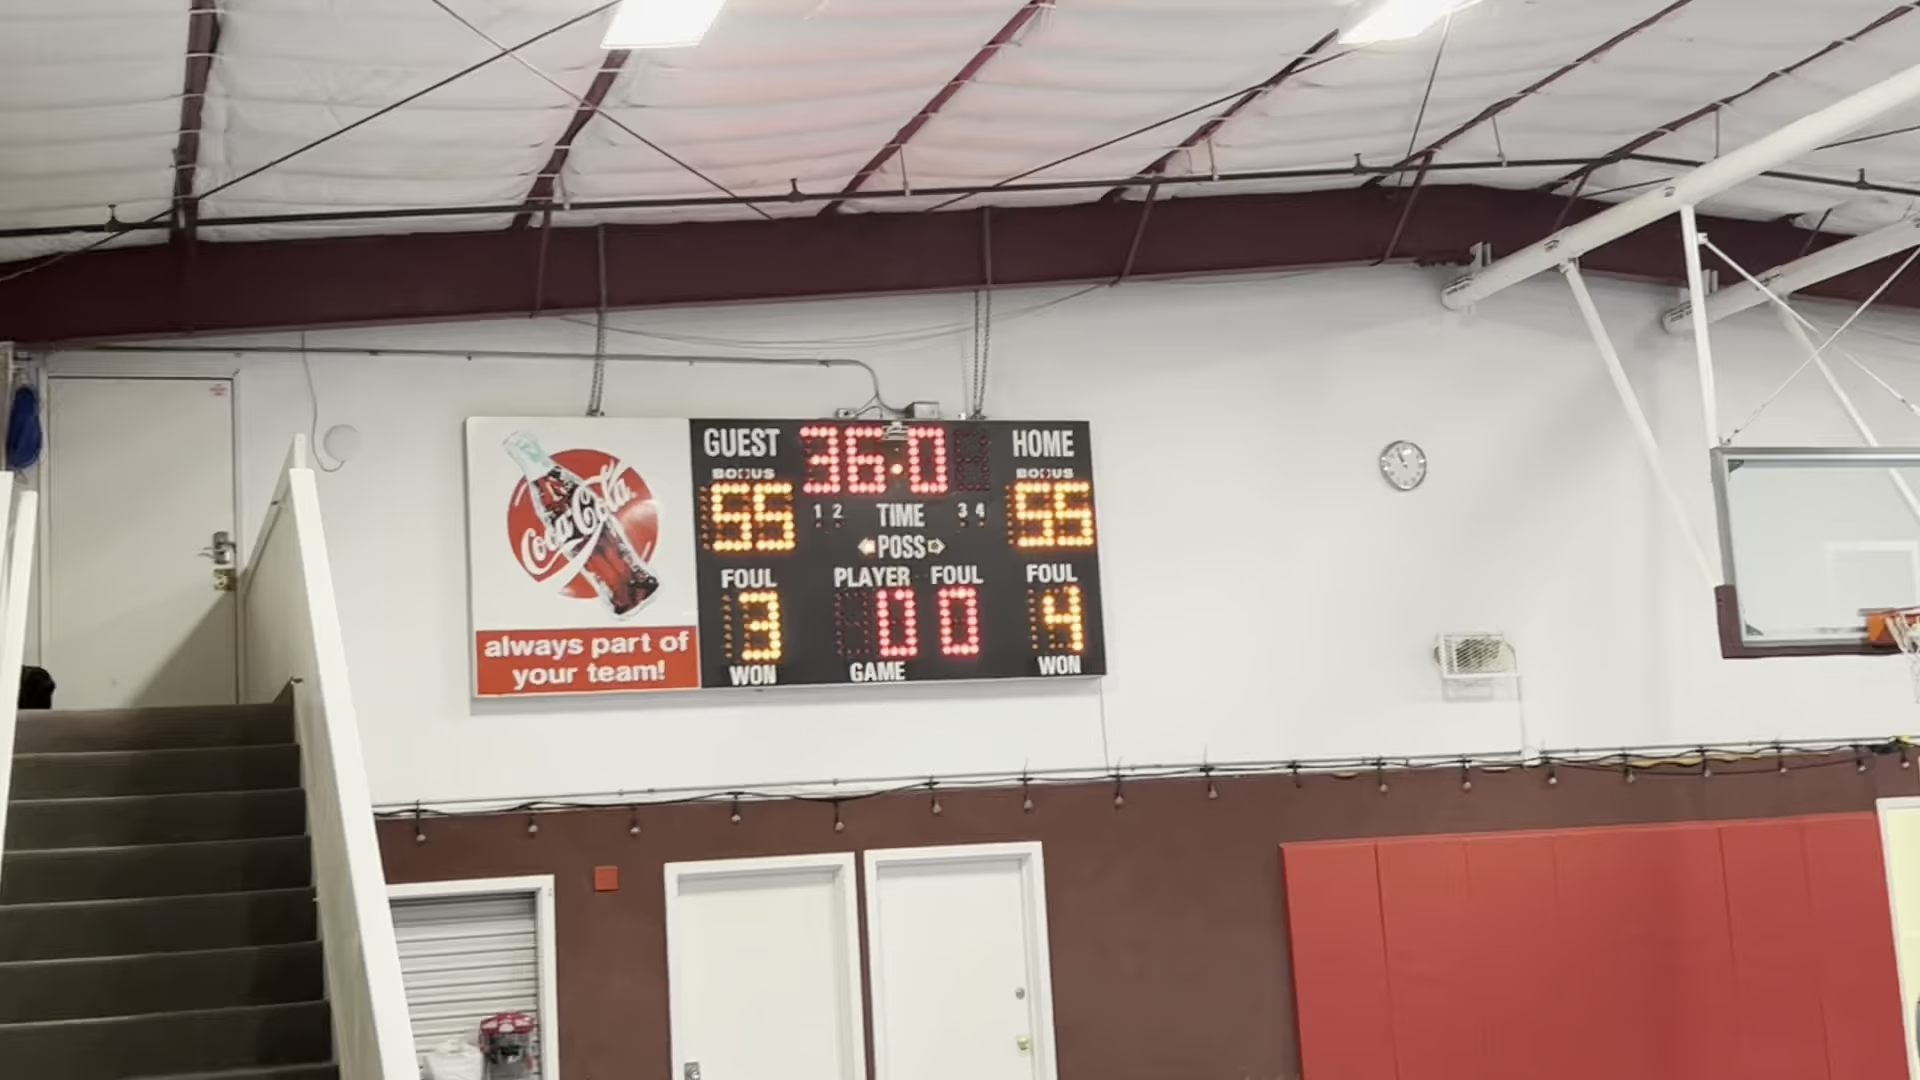 GUEST
36:0
HOME
BONUS
BONUS
55
55
1 2
TIME
3 4
POSS
FOUL
PLAYER FOUL
FOUL
3
0
0
4
WON
GAME
WON
Coca-Cola
always part of
your team!